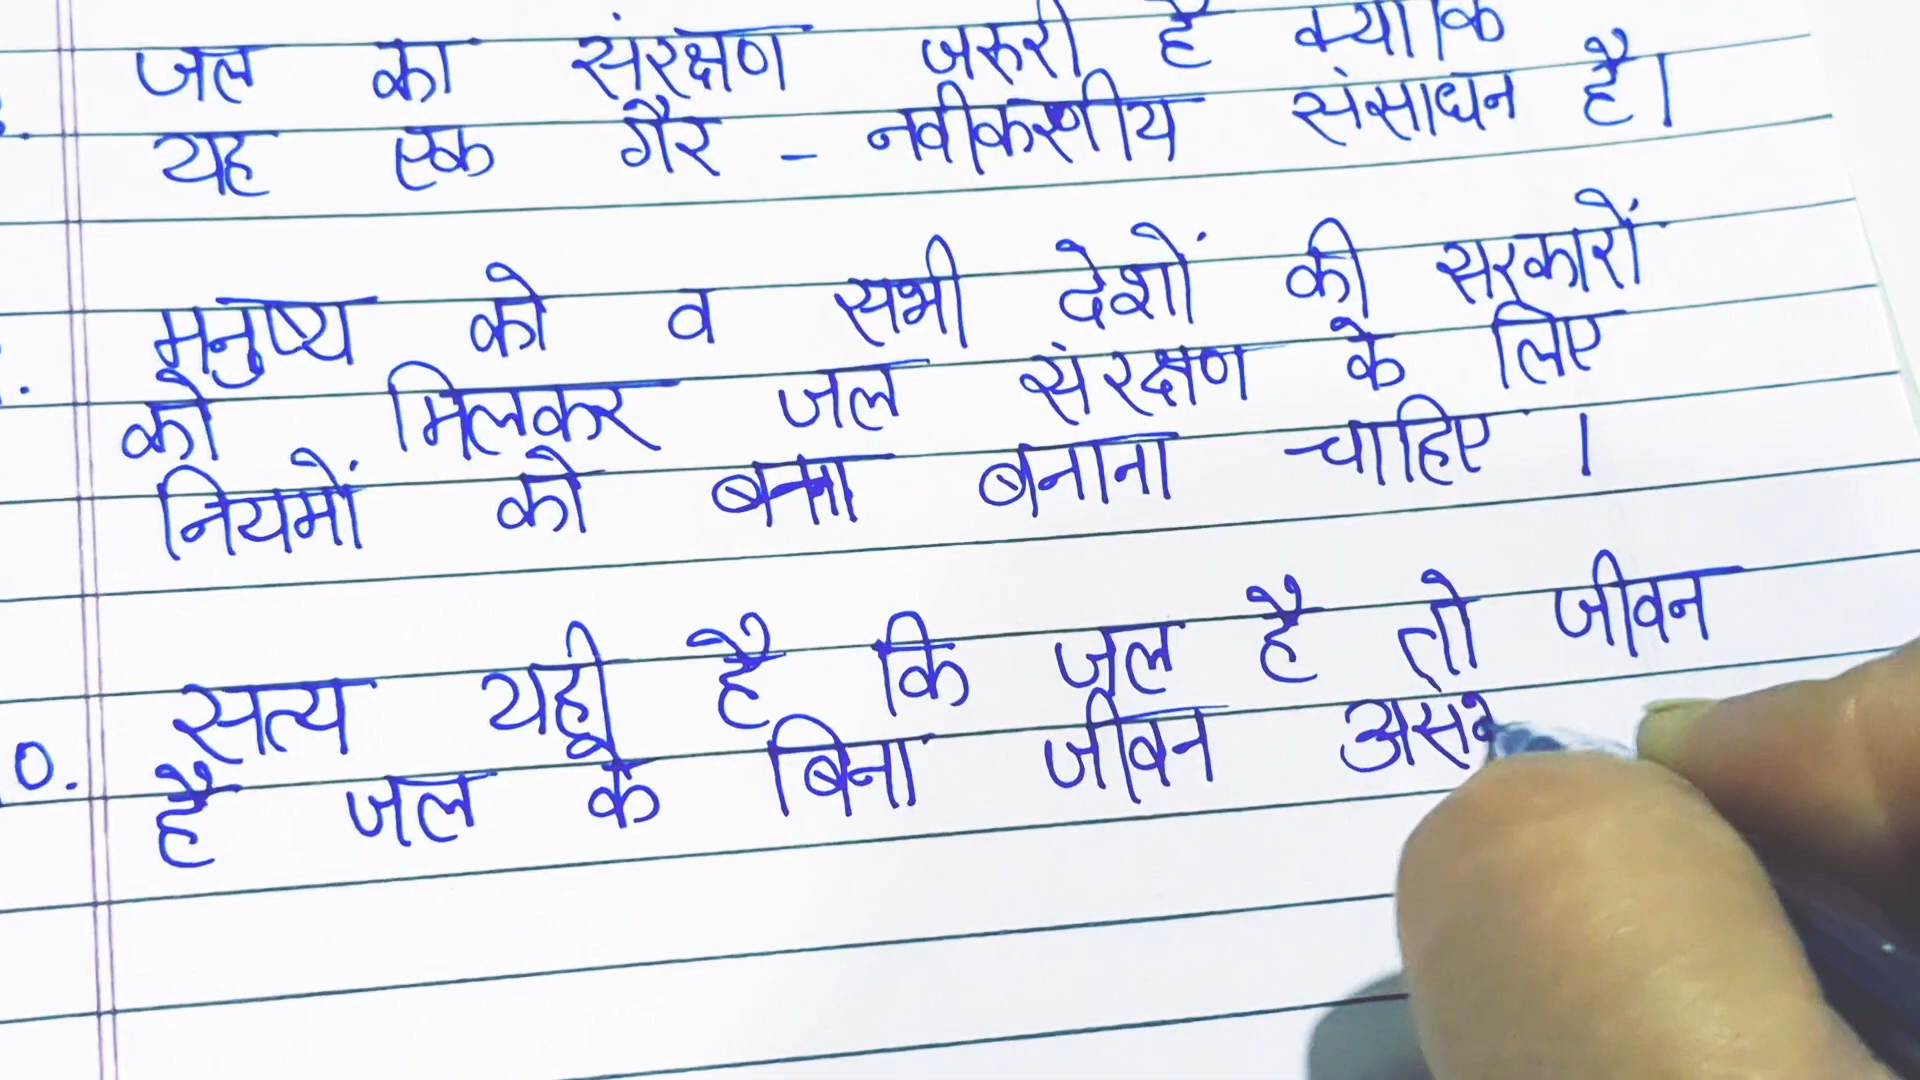 जल का संरक्षण जरूरी है क्योंकि
यह एक गैर - नवीकरणीय संसाधन है।
मनुष्य को व सभी देशों की सरकारों
को मिलकर जल संरक्षण के लिए
नियमों को बनाना चाहिए ।
सत्य यही है कि जल है तो जीवन
0. है जल के बिना जीवन